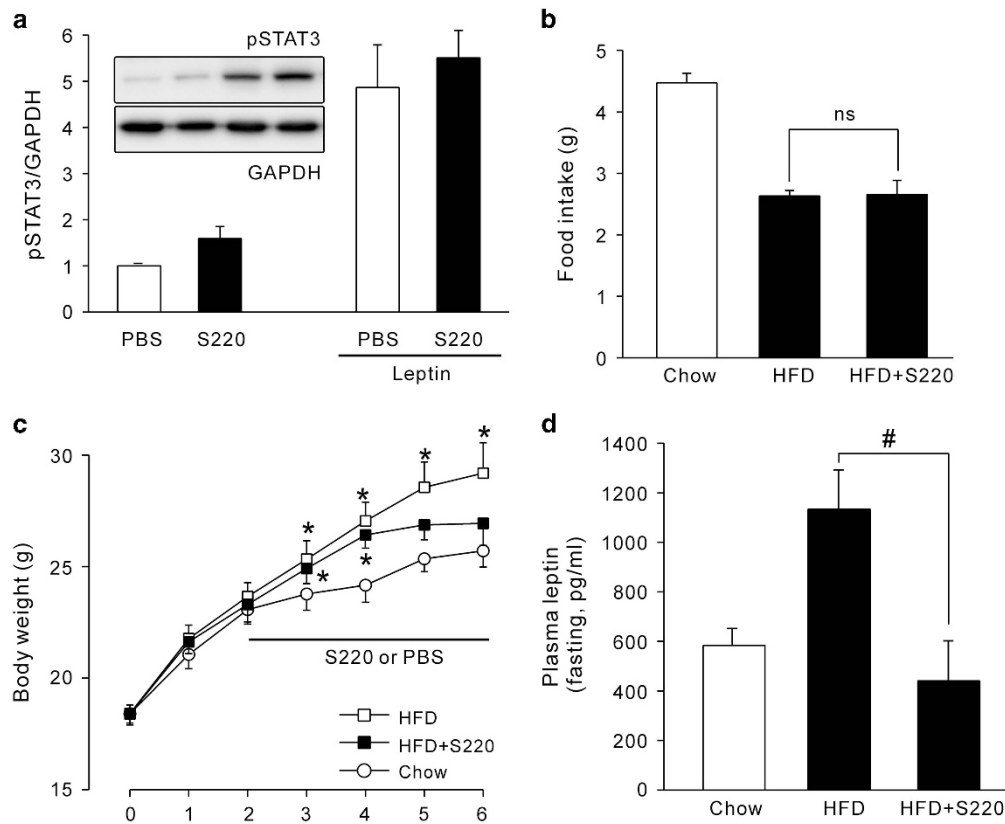 a
pSTAT3/GAPDH
6
5
4
3
2
1
0
pSTAT3
GAPDH
PBS
S220
PBS
S220
Leptin
b
Food intake (g)
5
4
3
2
1
0
ns
Chow
HFD
HFD+S220
c
Body weight (g)
30
25
20
15
*
*
*
*
*
*
S220 or PBS
HFD
HFD+S220
Chow
0
1
2
3
4
5
6
d
Plasma leptin
(fasting, pg/ml)
1400
1200
1000
800
600
400
200
0
#
Chow
HFD
HFD+S220